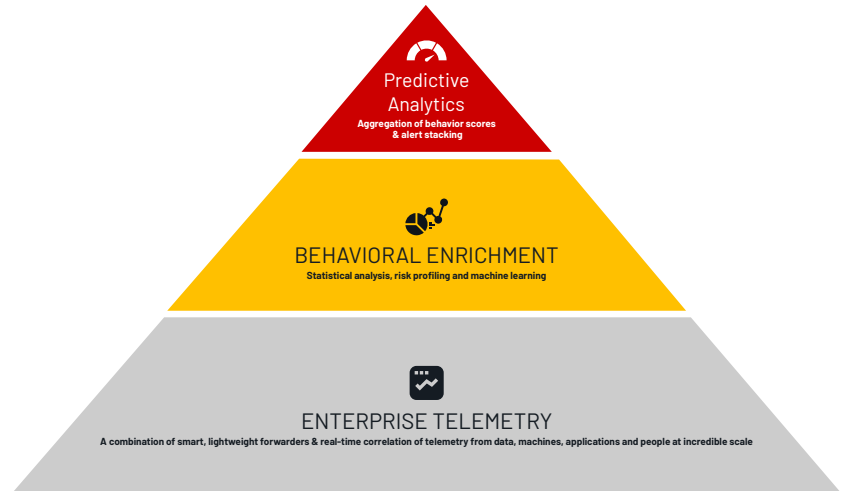 Predictive
Analytics
Aggregation of behavior scores
& alert stacking
BEHAVIORAL ENRICHMENT
Statistical analysis, risk profiling and machine learning
ENTERPRISE TELEMETRY
A combination of smart, lightweight forwarders & real-time correlation of telemetry from data, machines, applications and people at incredible scale